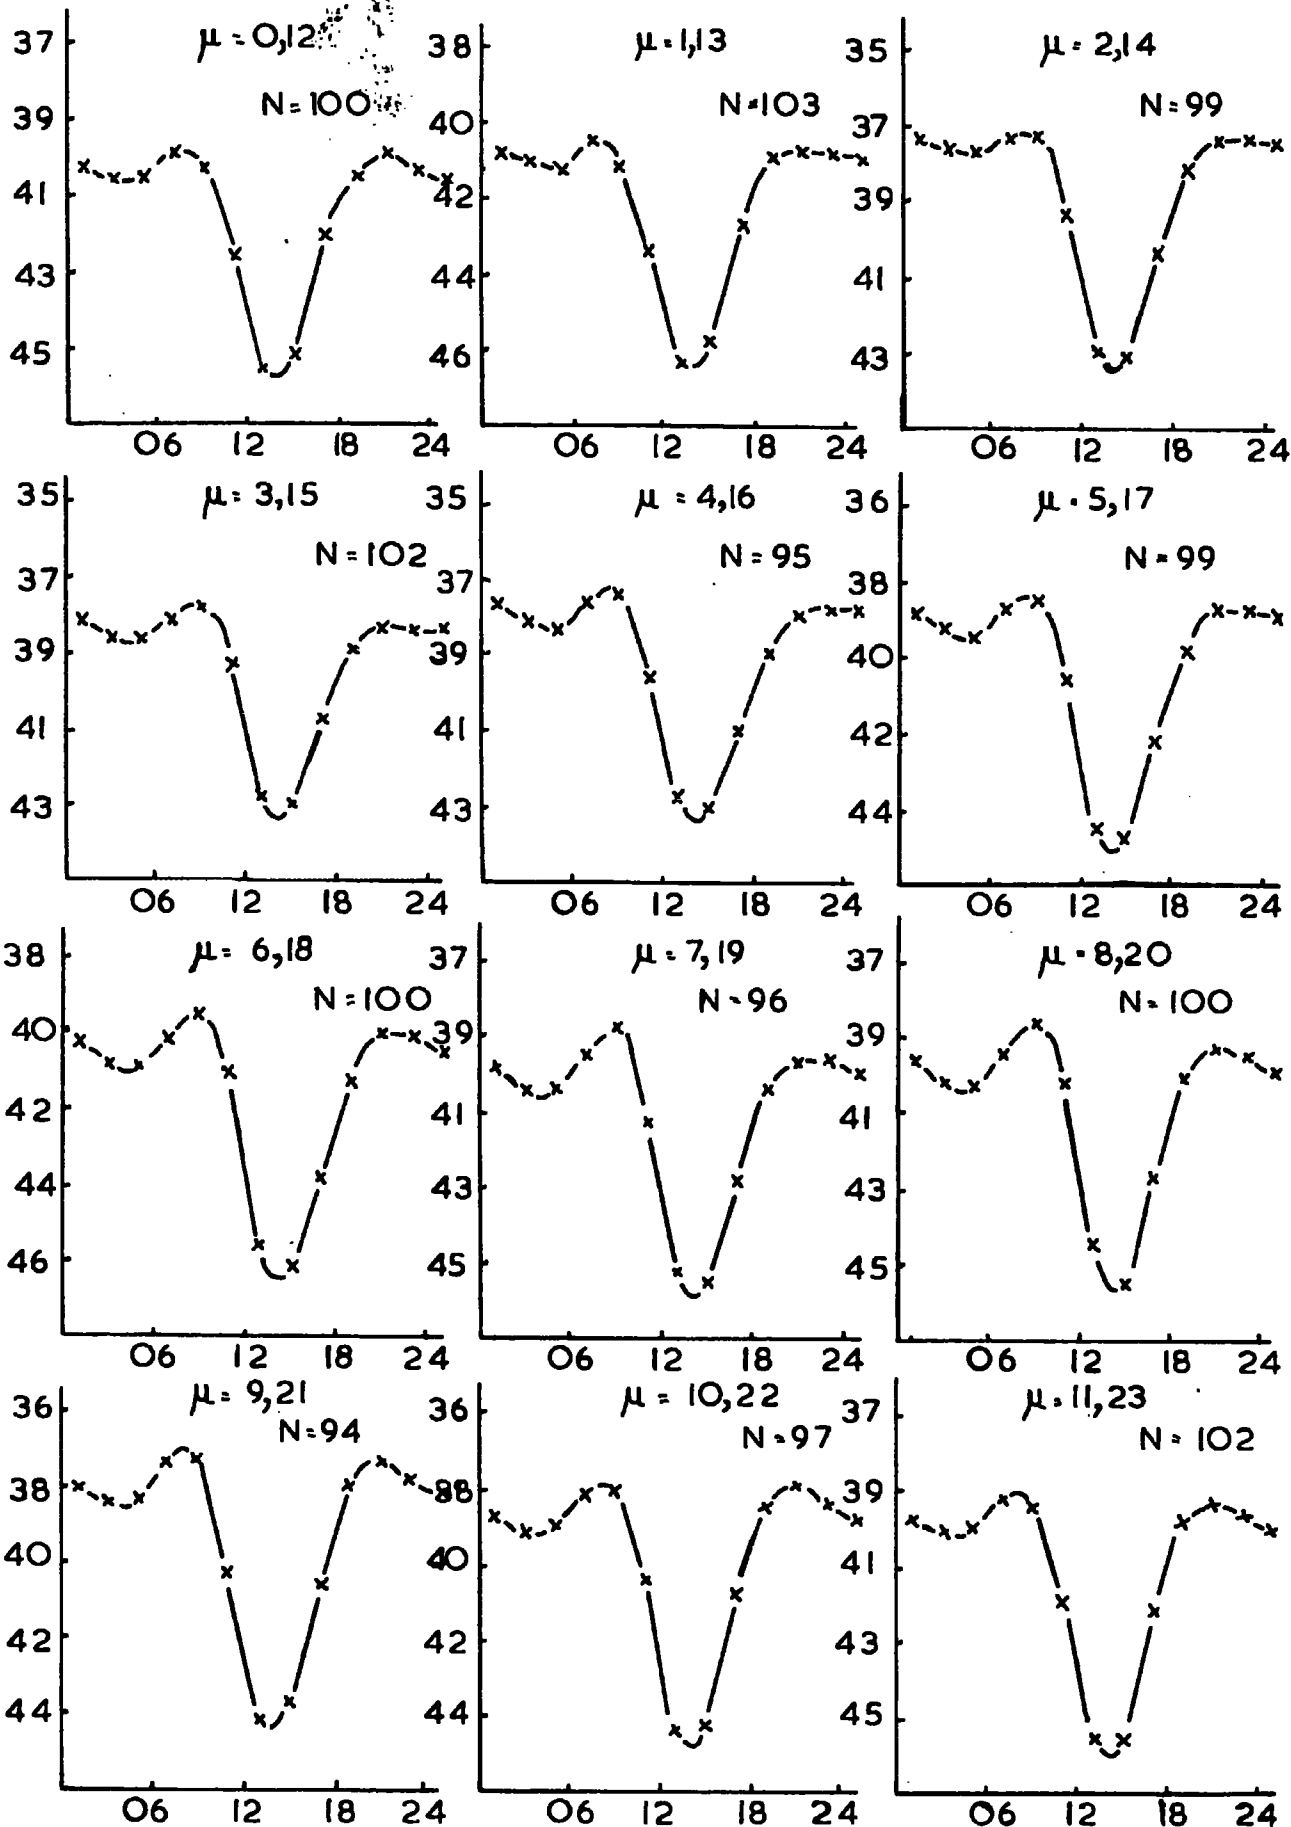 μ = 0,12
N = 100
37
39
41
43
45
06 12 18 24
μ = 1,13
N = 103
38
40
42
44
46
06 12 18 24
μ = 2,14
N = 99
35
37
39
41
43
06 12 18 24
μ = 3,15
N = 102
35
37
39
41
43
06 12 18 24
μ = 4,16
N = 95
35
37
39
41
43
06 12 18 24
μ = 5,17
N = 99
36
38
40
42
44
06 12 18 24
μ = 6,18
N = 100
38
40
42
44
46
06 12 18 24
μ = 7,19
N = 96
37
39
41
43
45
06 12 18 24
μ = 8,20
N = 100
37
39
41
43
45
06 12 18 24
μ = 9,21
N = 94
36
38
40
42
44
06 12 18 24
μ = 10,22
N = 97
36
38
40
42
44
06 12 18 24
μ = 11,23
N = 102
37
39
41
43
45
06 12 18 24